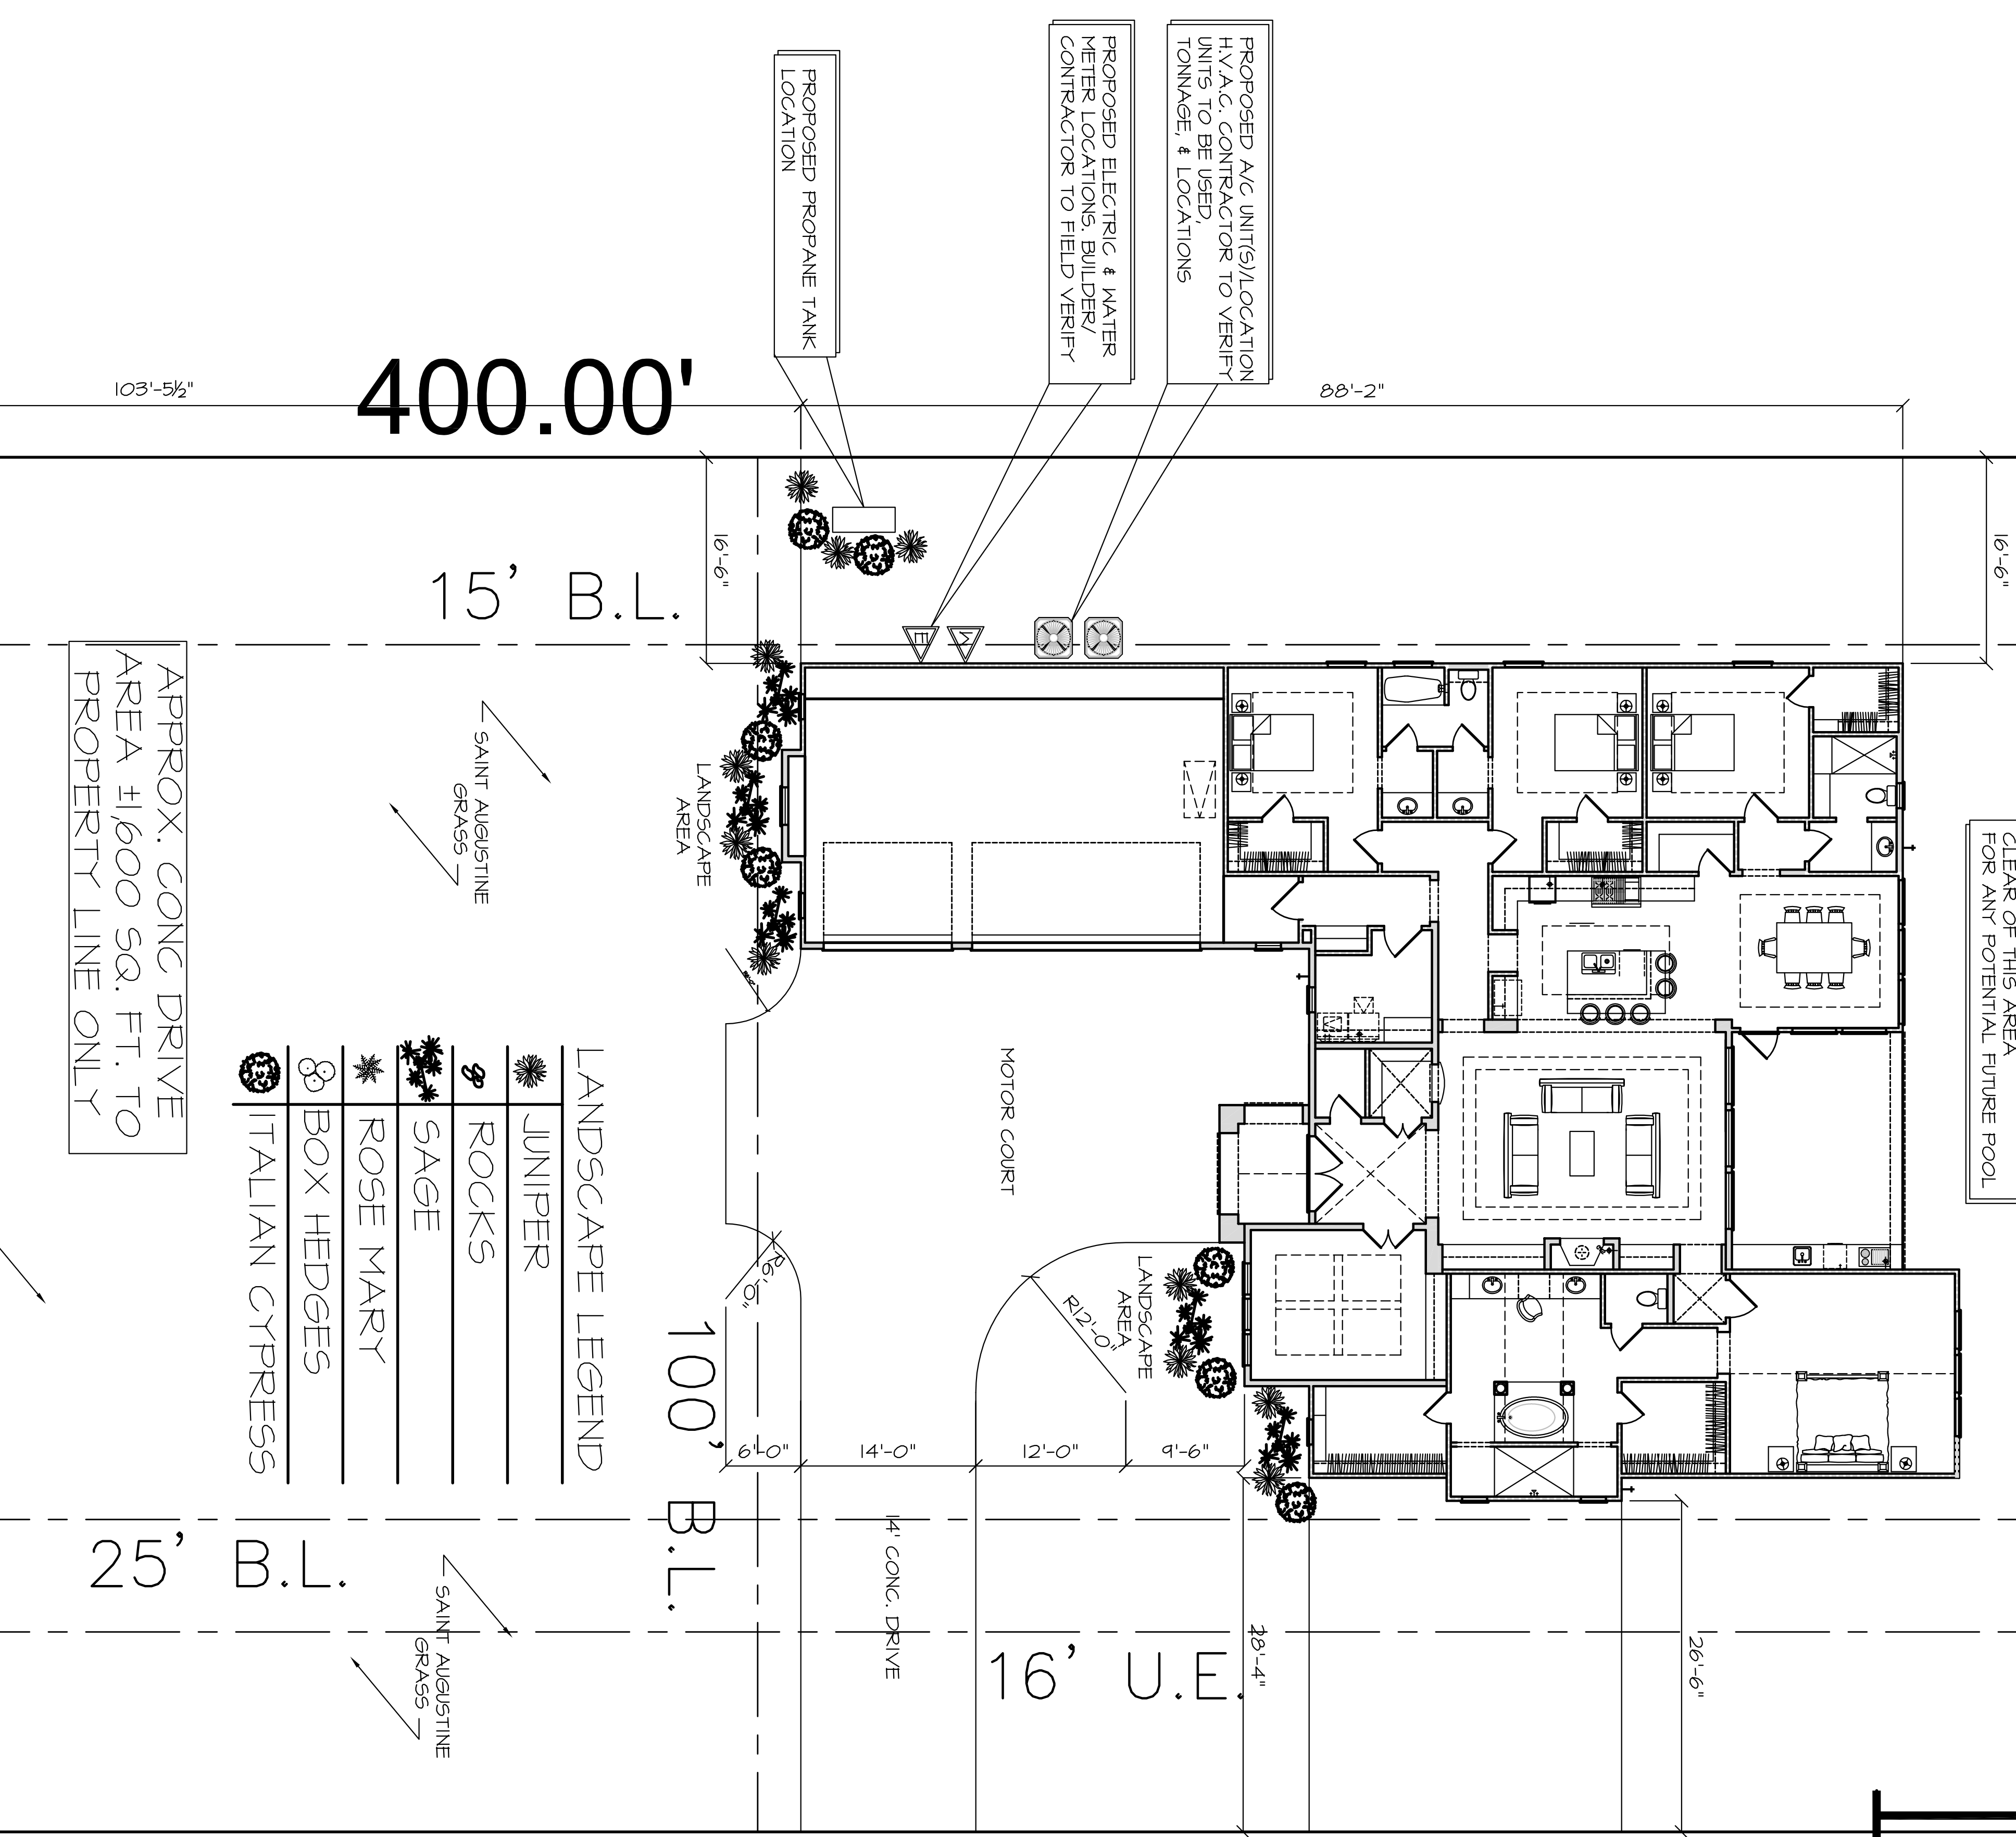 PROPOSED A/C UNIT(S)/LOCATION
H.V.A.C. CONTRACTOR TO VERIFY
UNITS TO BE USED,
TONNAGE, & LOCATIONS
PROPOSED ELECTRIC & WATER
METER LOCATIONS. BUILDER/
CONTRACTOR TO FIELD VERIFY
PROPOSED PROPANE TANK
LOCATION
103'-5½"
400.00'
88'-2"
16'-6"
16'-6"
15' B.L.
E
W
APPROX. CONC DRIVE
AREA ±1,600 SQ. FT. TO
PROPERTY LINE ONLY
SAINT AUGUSTINE
GRASS
LANDSCAPE
AREA
CLEAR OF THIS AREA
FOR ANY POTENTIAL FUTURE POOL
MOTOR COURT
LANDSCAPE LEGEND
JUNIPER
ROCKS
SAGE
ROSE MARY
BOX HEDGES
ITALIAN CYPRESS
R6'-0"
R12'-0"
LANDSCAPE
AREA
100' B.L.
6'-0"
14'-0"
12'-0"
9'-6"
25' B.L.
14' CONC. DRIVE
SAINT AUGUSTINE
GRASS
16' U.E.
28'-4"
26'-6"